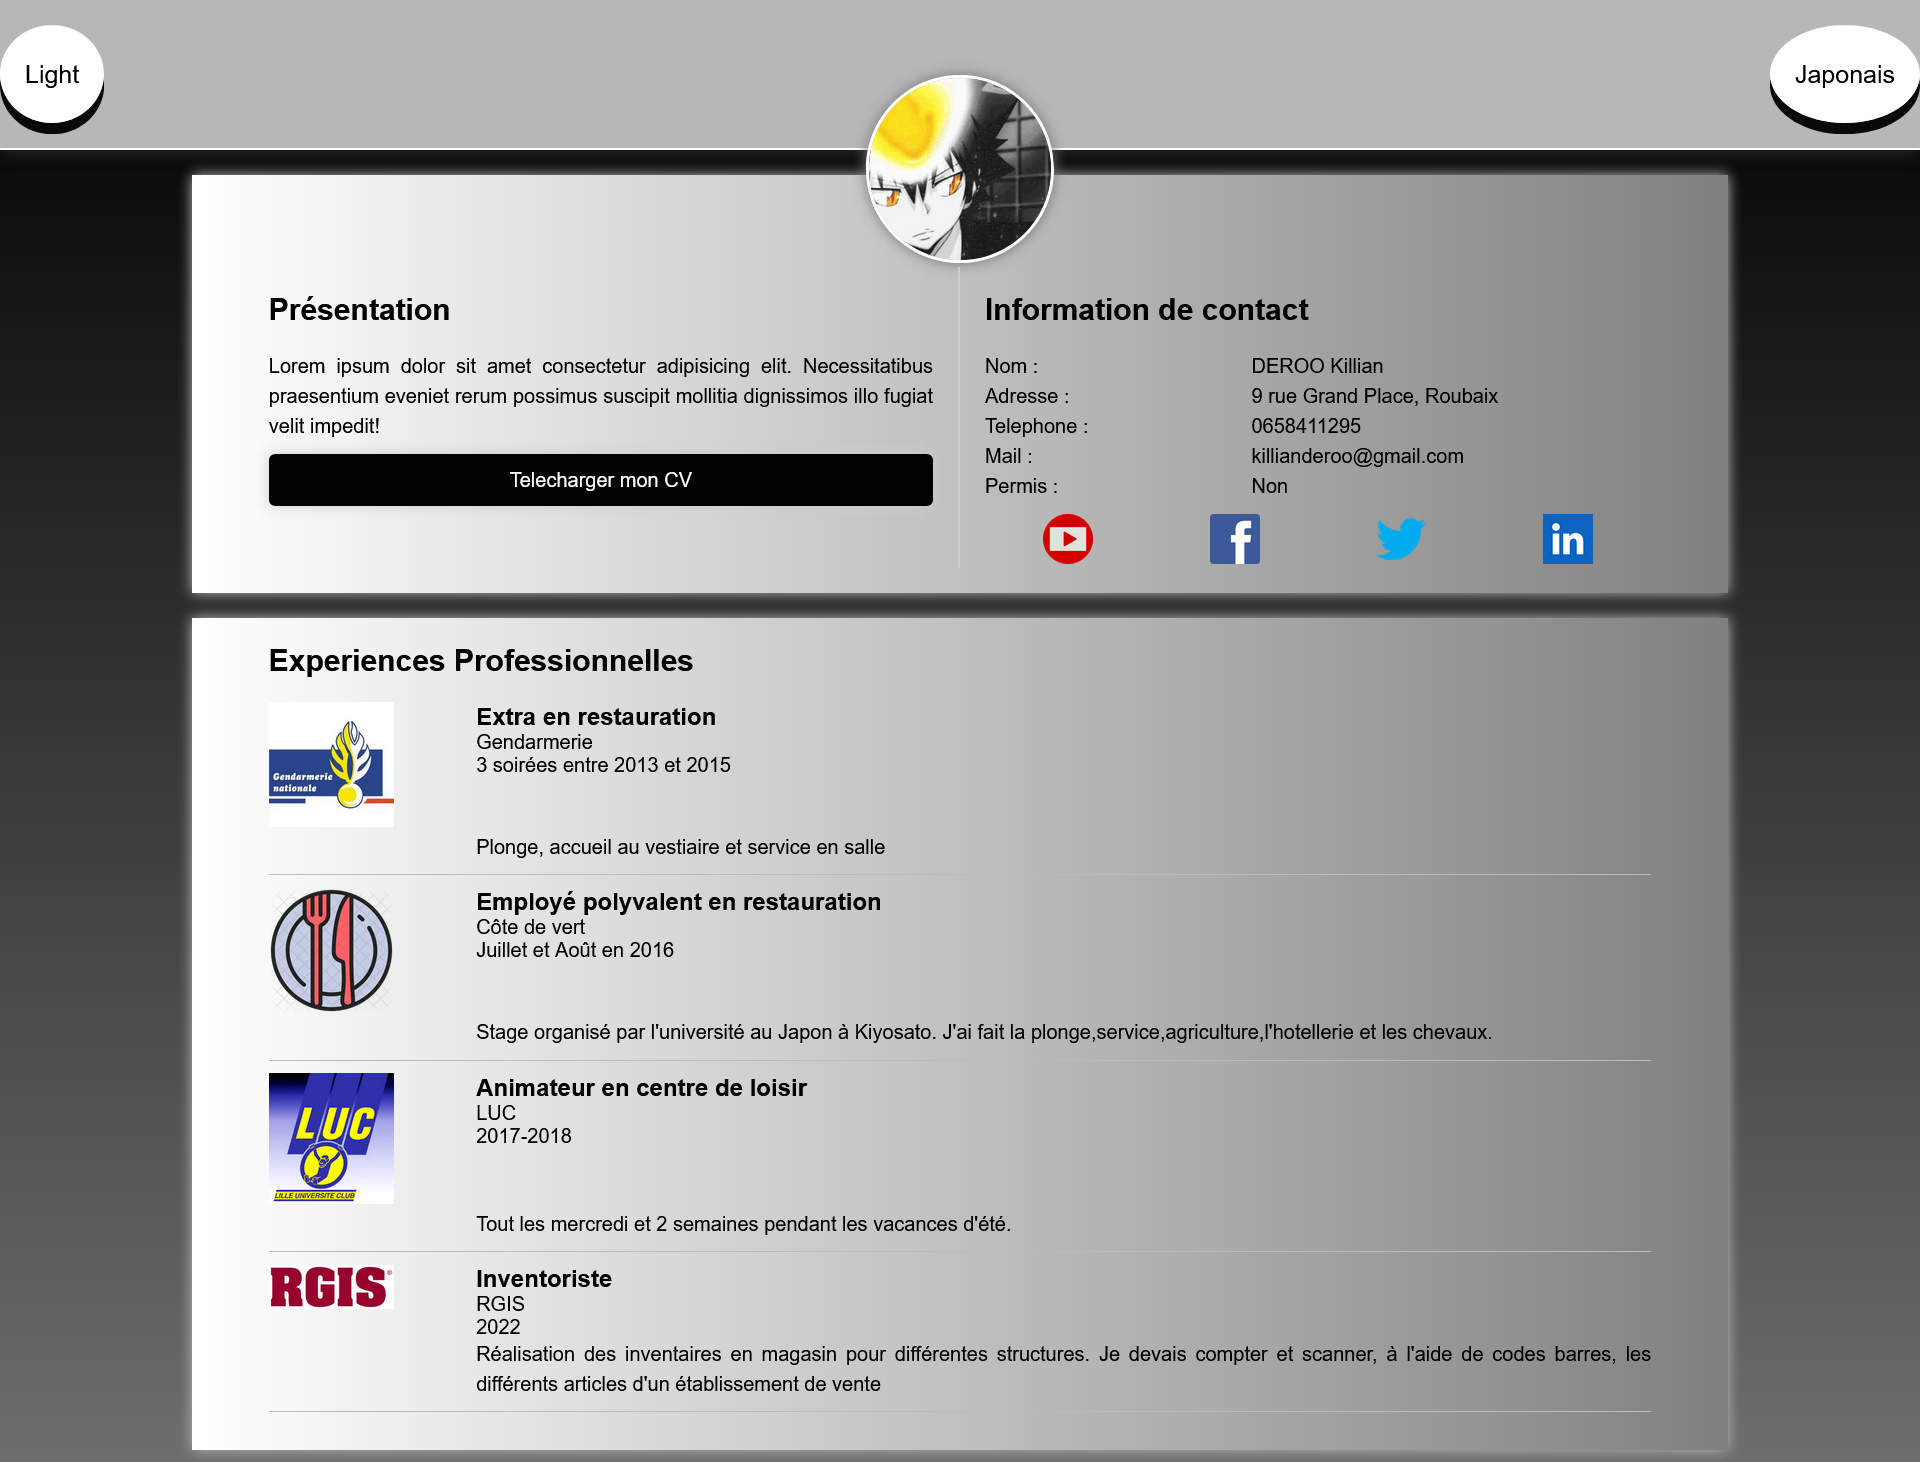 Light
Japonais
Présentation
Lorem ipsum dolor sit amet consectetur adipisicing elit. Necessitatibus
praesentium eveniet rerum possimus suscipit mollitia dignissimos illo fugiat
velit impedit!
Telecharger mon CV
Information de contact
Nom : DEROO Killian
Adresse : 9 rue Grand Place, Roubaix
Telephone : 0658411295
Mail : killianderoo@gmail.com
Permis : Non
Experiences Professionnelles
Gendarmerie
nationale
Extra en restauration
Gendarmerie
3 soirées entre 2013 et 2015
Plonge, accueil au vestiaire et service en salle
Employé polyvalent en restauration
Côte de vert
Juillet et Août en 2016
Stage organisé par l'université au Japon à Kiyosato. J'ai fait la plonge,service,agriculture,l'hotellerie et les chevaux.
LUC
LILLE UNIVERSITE CLUB
Animateur en centre de loisir
LUC
2017-2018
Tout les mercredi et 2 semaines pendant les vacances d'été.
RGIS®
Inventoriste
RGIS
2022
Réalisation des inventaires en magasin pour différentes structures. Je devais compter et scanner, à l'aide de codes barres, les
différents articles d'un établissement de vente